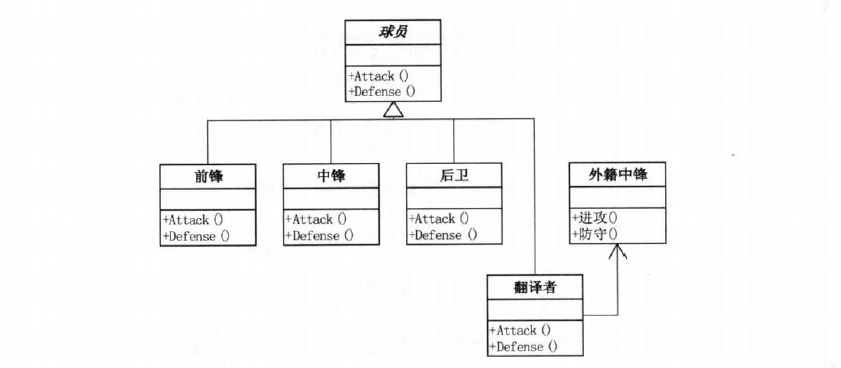 球员
+Attack()
+Defense()
前锋
+Attack()
+Defense()
中锋
+Attack()
+Defense()
后卫
+Attack()
+Defense()
外籍中锋
+进攻()
+防守()
翻译者
+Attack()
+Defense()